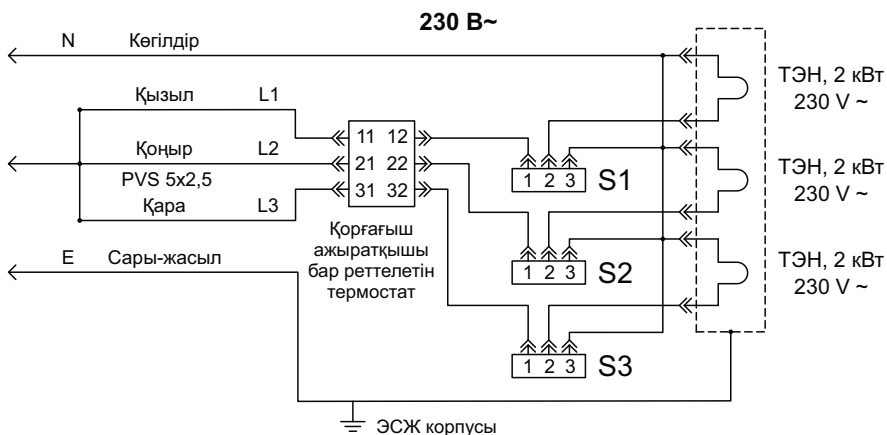 230 В~
N Көгілдір
ТЭН, 2 кВт
230 V ~
Қызыл L1
11 12
Қоңыр L2
21 22
1 2 3 S1
ТЭН, 2 кВт
230 V ~
PVS 5x2,5
31 32
Қара L3
Қорғағыш
ажыратқышы
бар реттелетін
термостат
E Сары-жасыл
1 2 3 S2
ТЭН, 2 кВт
230 V ~
1 2 3 S3
ЭСЖ корпусы